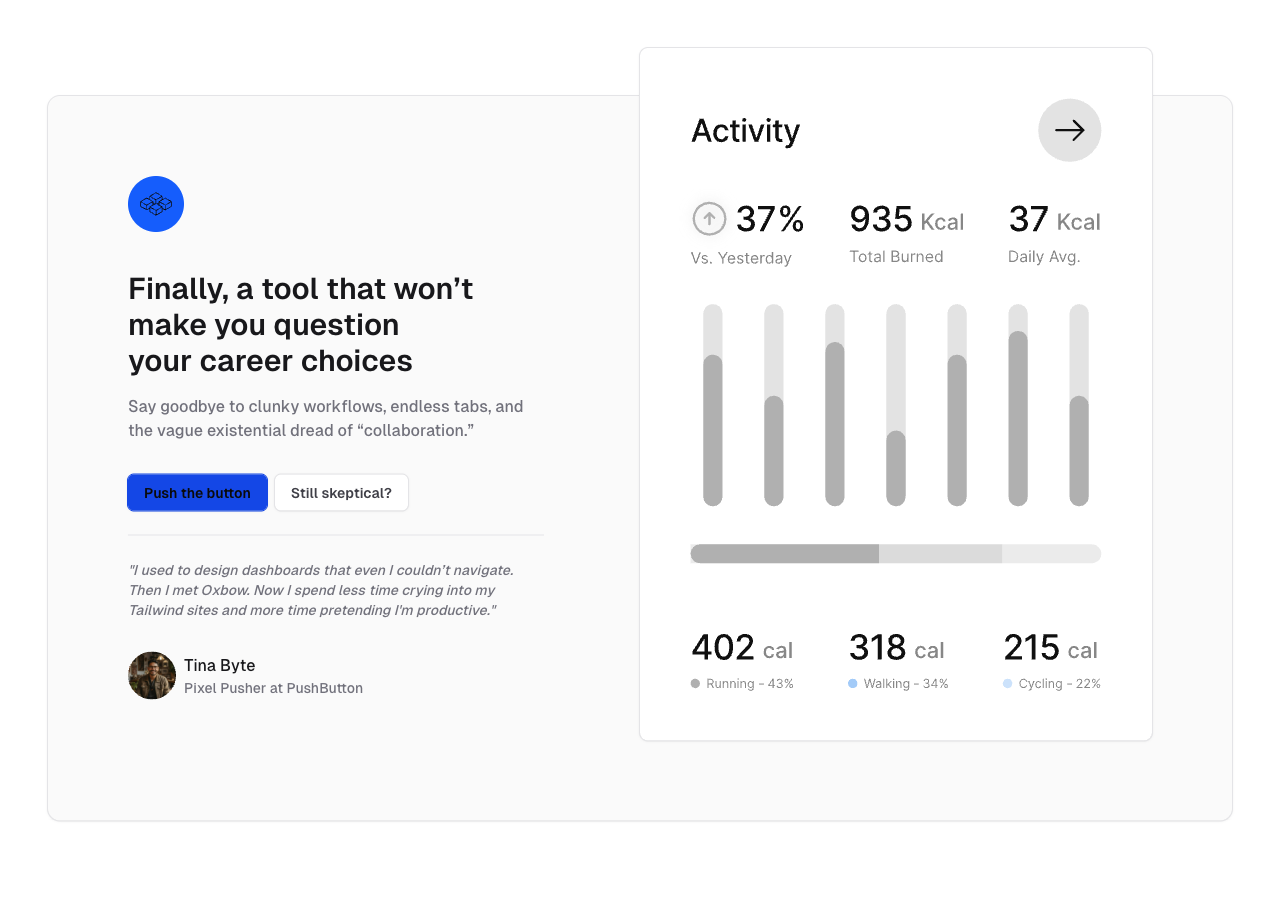 Finally, a tool that won’t
make you question
your career choices
Say goodbye to clunky workflows, endless tabs, and
the vague existential dread of “collaboration.”
Push the button
Still skeptical?
"I used to design dashboards that even I couldn’t navigate.
Then I met Oxbow. Now I spend less time crying into my
Tailwind sites and more time pretending I'm productive."
Tina Byte
Pixel Pusher at PushButton
Activity
37%
Vs. Yesterday
935 Kcal
Total Burned
37 Kcal
Daily Avg.
402 cal
Running - 43%
318 cal
Walking - 34%
215 cal
Cycling - 22%